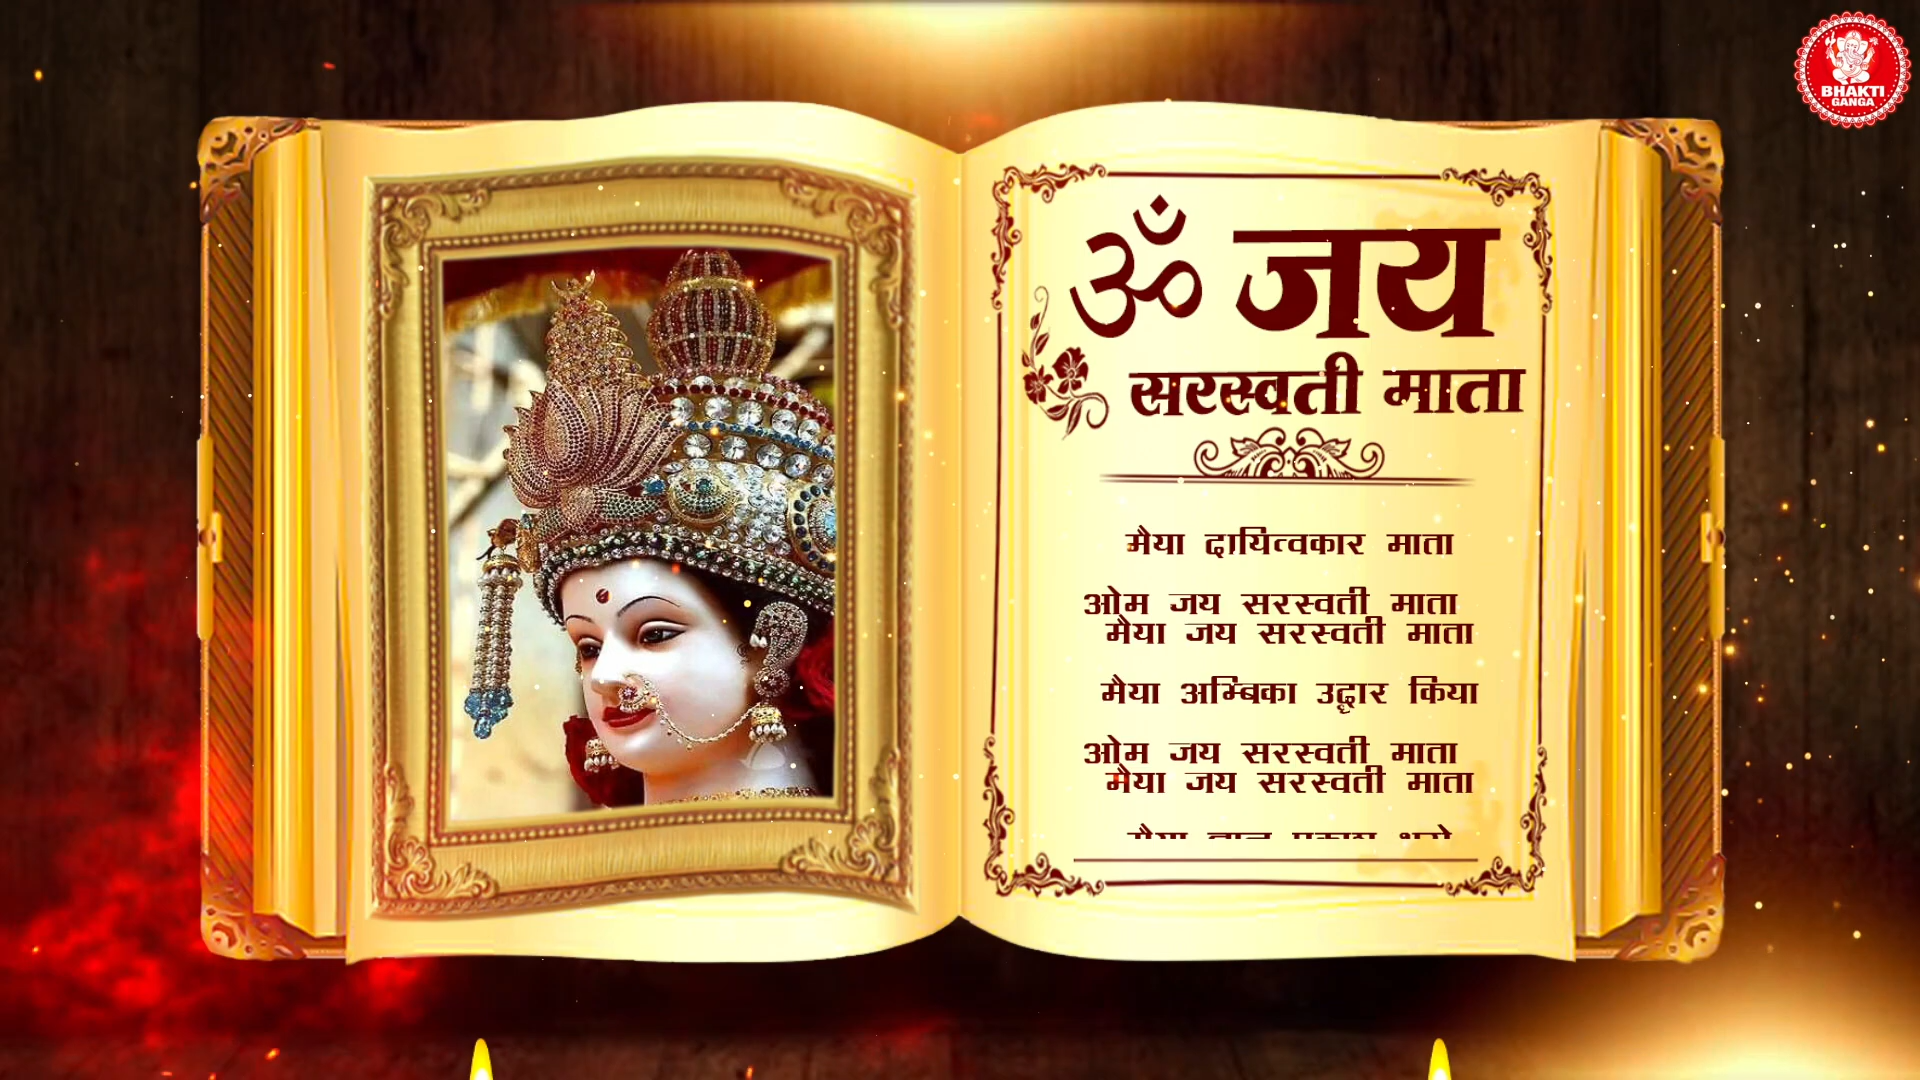 BHAKTI
GANGA
ॐ जय
सरस्वती माता
मैया दायित्वकार माता
ओम जय सरस्वती माता
मैया जय सरस्वती माता
मैया अम्बिका उद्धार किया
ओम जय सरस्वती माता
मैया जय सरस्वती माता